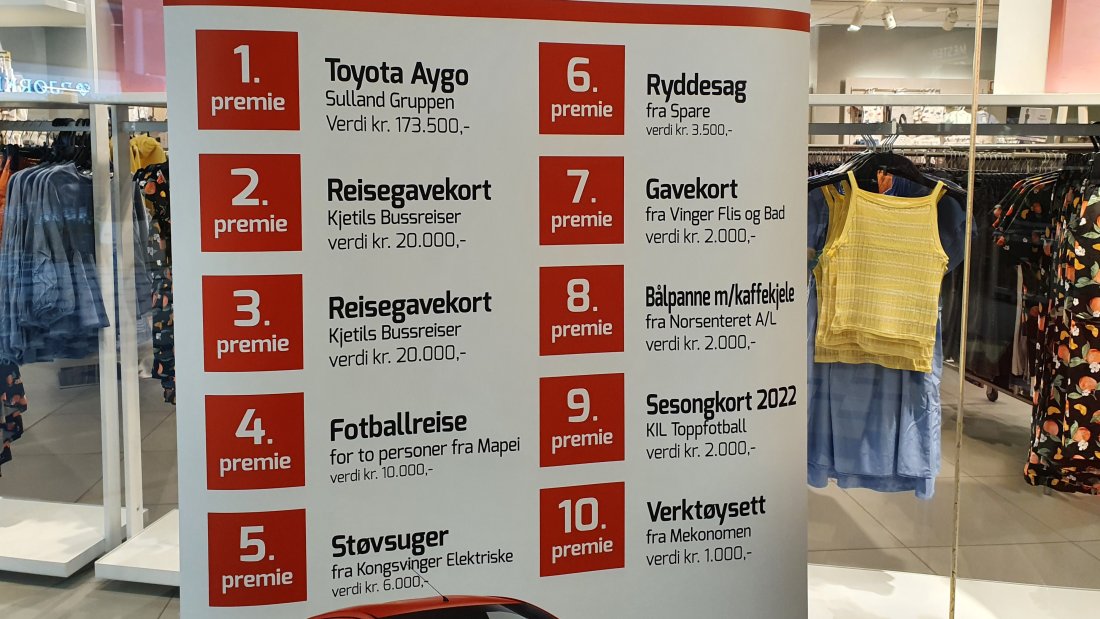 1.
premie
Toyota Aygo
Sulland Gruppen
Verdi kr. 173.500,-
2.
premie
Reisegavekort
Kjetils Bussreiser
verdi kr. 20.000,-
3.
premie
Reisegavekort
Kjetils Bussreiser
verdi kr. 20.000,-
4.
premie
Fotballreise
for to personer fra Mapei
verdi kr. 10.000,-
5.
premie
Støvsuger
fra Kongsvinger Elektriske
verdi kr. 6.000,-
6.
premie
Ryddesag
fra Spare
verdi kr. 3.500,-
7.
premie
Gavekort
fra Vinger Flis og Bad
verdi kr. 2.000,-
8.
premie
Bålpanne m/kaffekjele
fra Norsenteret A/L
verdi kr. 2.000,-
9.
premie
Sesongkort 2022
KIL Toppfotball
verdi kr. 2.000,-
10.
premie
Verktøysett
fra Mekonomen
verdi kr. 1.000,-